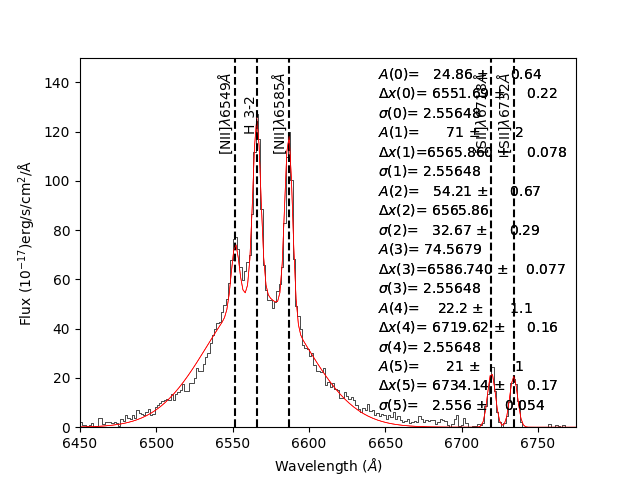 [NII]λ6549Å
H 3-2
[NII]λ6585Å
[SII]λ6718Å
[SII]λ6732Å
A(0)= 24.86 ± 0.64
Δx(0)= 6551.69 ± 0.22
σ(0)= 2.55648
A(1)= 71 ± 2
Δx(1)=6565.860 ± 0.078
σ(1)= 2.55648
A(2)= 54.21 ± 0.67
Δx(2)= 6565.86
σ(2)= 32.67 ± 0.29
A(3)= 74.5679
Δx(3)=6586.740 ± 0.077
σ(3)= 2.55648
A(4)= 22.2 ± 1.1
Δx(4)= 6719.62 ± 0.16
σ(4)= 2.55648
A(5)= 21 ± 1
Δx(5)= 6734.14 ± 0.17
σ(5)= 2.556 ± 0.054
140
120
100
80
60
40
20
0
Flux (10⁻¹⁷)erg/s/cm²/Å
6450 6500 6550 6600 6650 6700 6750
Wavelength (Å)